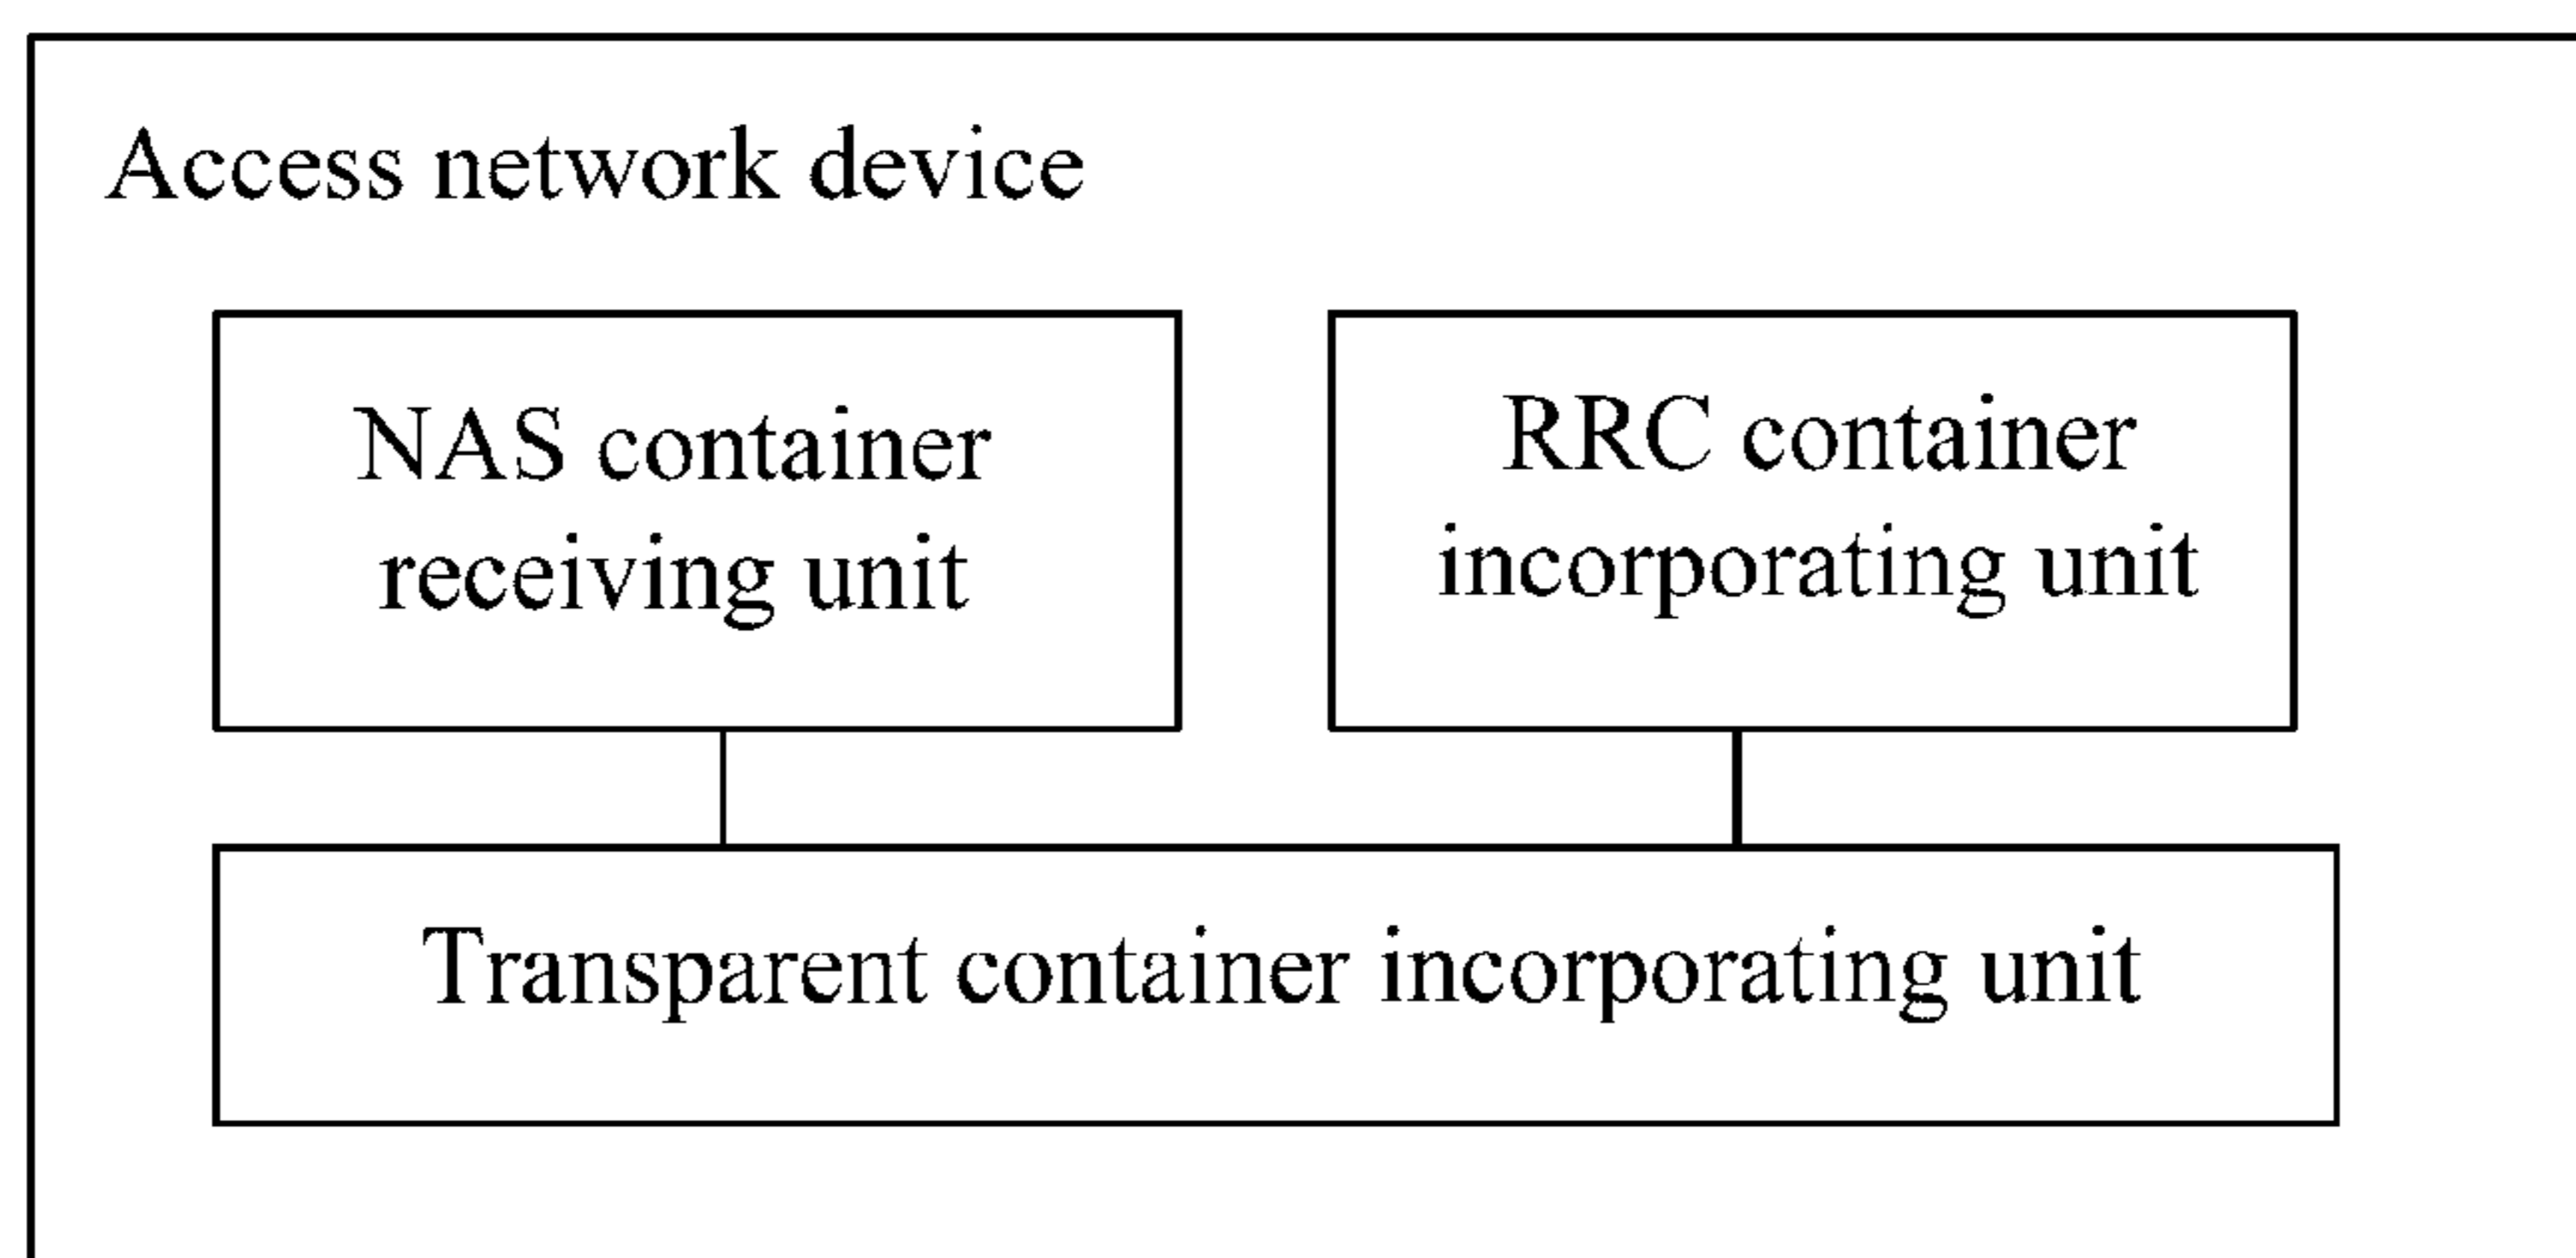 Access network device
NAS container
receiving unit
RRC container
incorporating unit
Transparent container incorporating unit